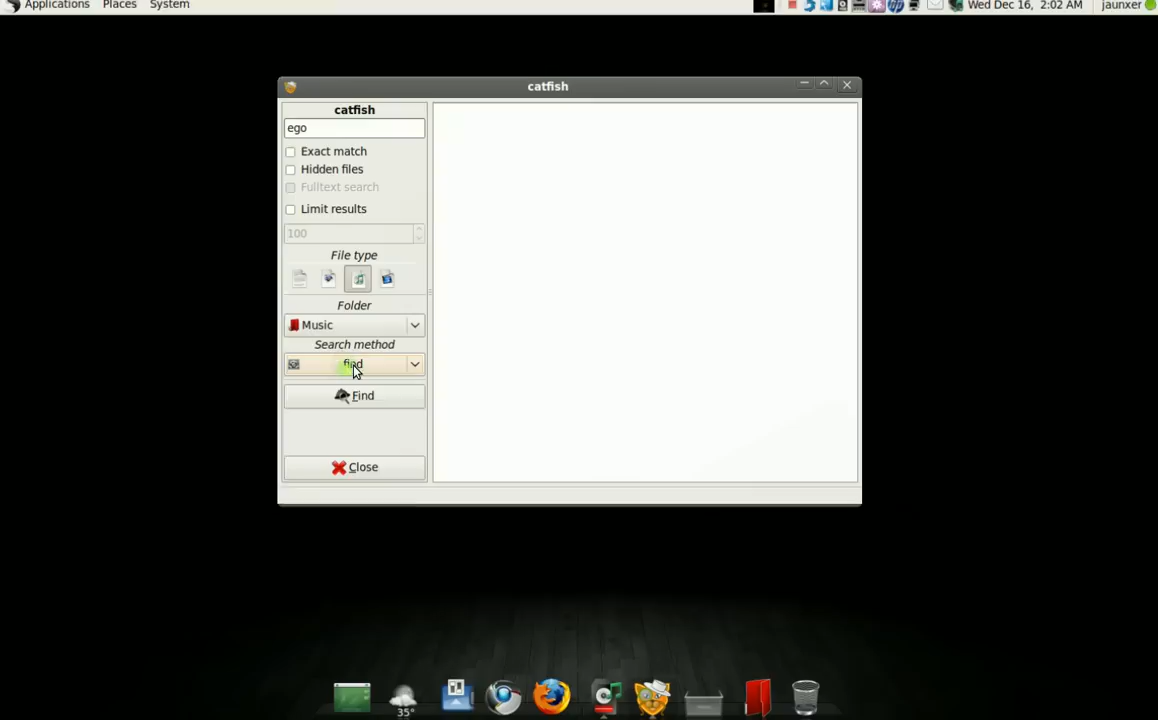 Applications Places System Wed Dec 16, 2:02 AM jaunxer
catfish
catfish
ego
Exact match
Hidden files
Fulltext search
Limit results
100
File type
Folder
Music
Search method
find
Find
Close
35°